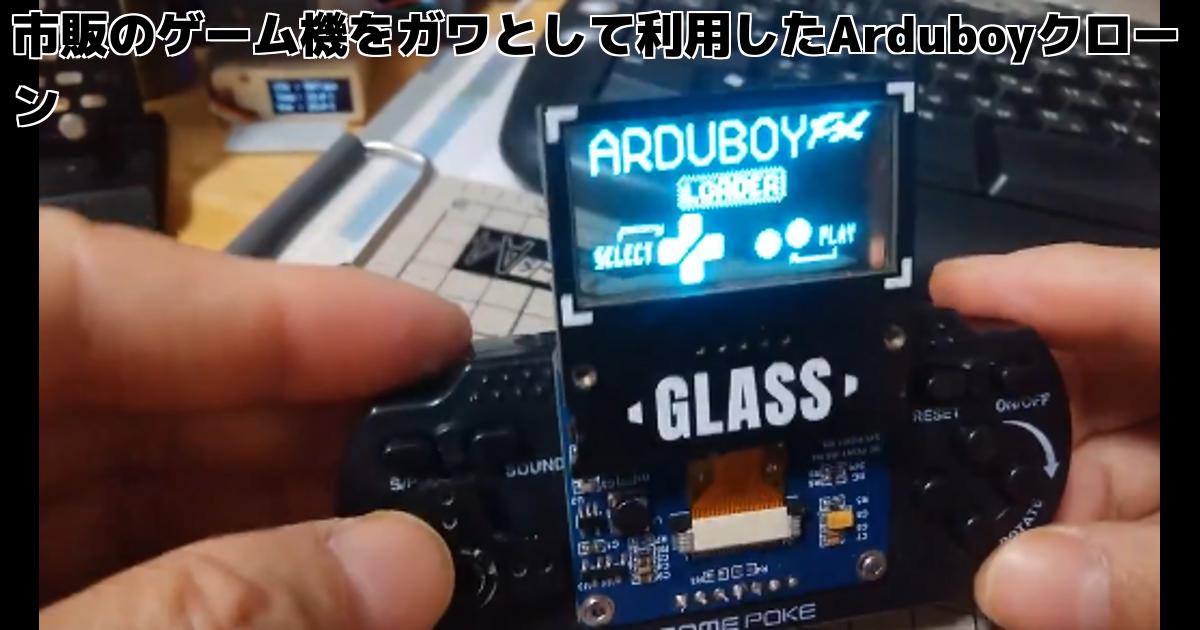 市販のゲーム機をガワとして利用したArduboyクロー
ン
ARDUBOY FX
LOADER
SELECT
PLAY
GLASS
RESET
ON/OFF
SOUND
ROTATE
GAME POKE